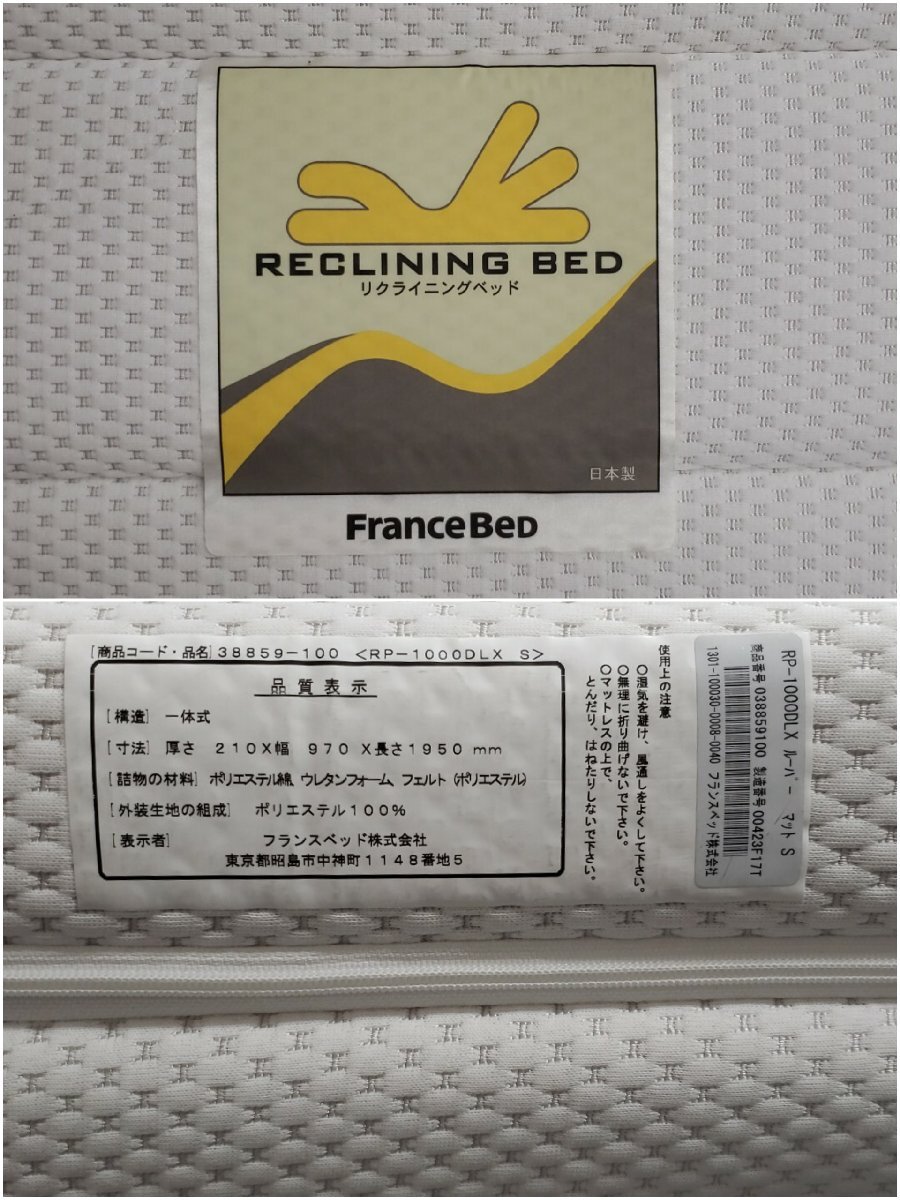 RECLINING BED
リクライニングベッド
日本製
FranceBeD
[商品コード・品名]38859-100 <RP-1000DLX S>
品質表示
[構造] 一体式
[寸法] 厚さ 210X幅 970X長さ1950mm
[詰物の材料] ポリエステル綿 ウレタンフォーム フェルト(ポリエステル)
[外装生地の組成] ポリエステル100%
[表示者] フランスベッド株式会社
東京都昭島市中神町1148番地5
使用上の注意
○湿気を避け、風通しをよくして下さい。
○無理に折り曲げないで下さい。
○マットレスの上で、
とんだり、はねたりしないで下さい。
RP-1000DLX ルーパー マット S
商品番号 038859100 製造番号 00423F17T
1301-100030-0008-0040 フランスベッド株式会社